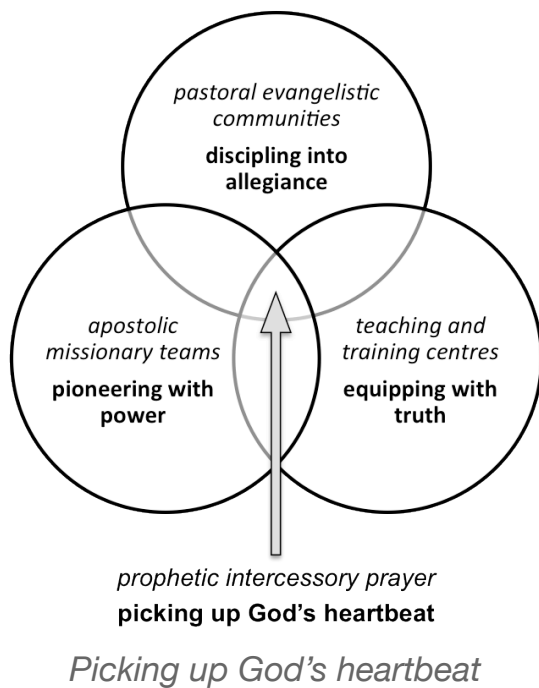 pastoral evangelistic
communities
discipling into
allegiance
apostolic
missionary teams
pioneering with
power
teaching and
training centres
equipping with
truth
prophetic intercessory prayer
picking up God's heartbeat
Picking up God's heartbeat